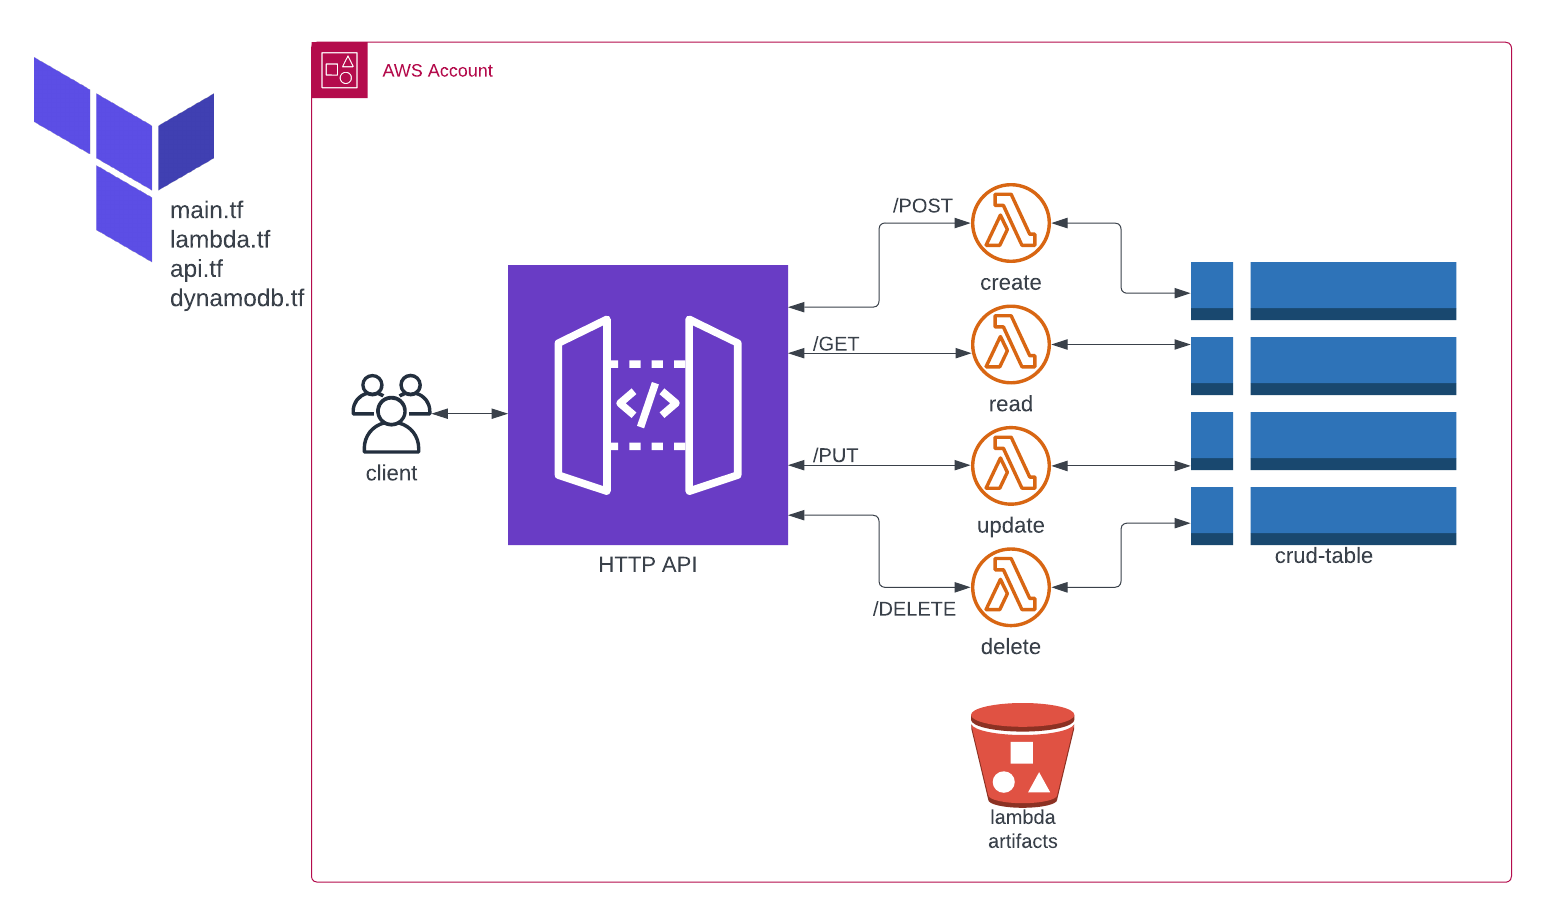 AWS Account
main.tf
lambda.tf
api.tf
dynamodb.tf
client
HTTP API
/POST
/GET
/PUT
/DELETE
create
read
update
delete
crud-table
lambda
artifacts